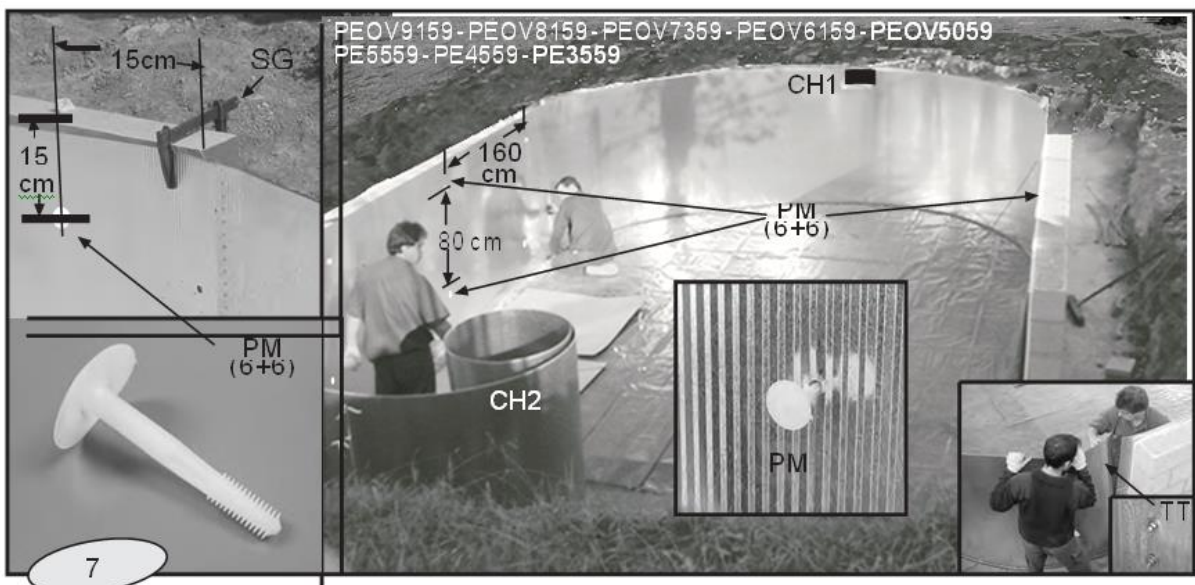 PEOV9159-PEOV8159-PEOV7359-PEOV6159-PEOV5059
PE5559-PE4559-PE3559
15cm
SG
15
cm
CH1
160
cm
80 cm
PM
(6+6)
PM
(6+6)
CH2
PM
TT
7